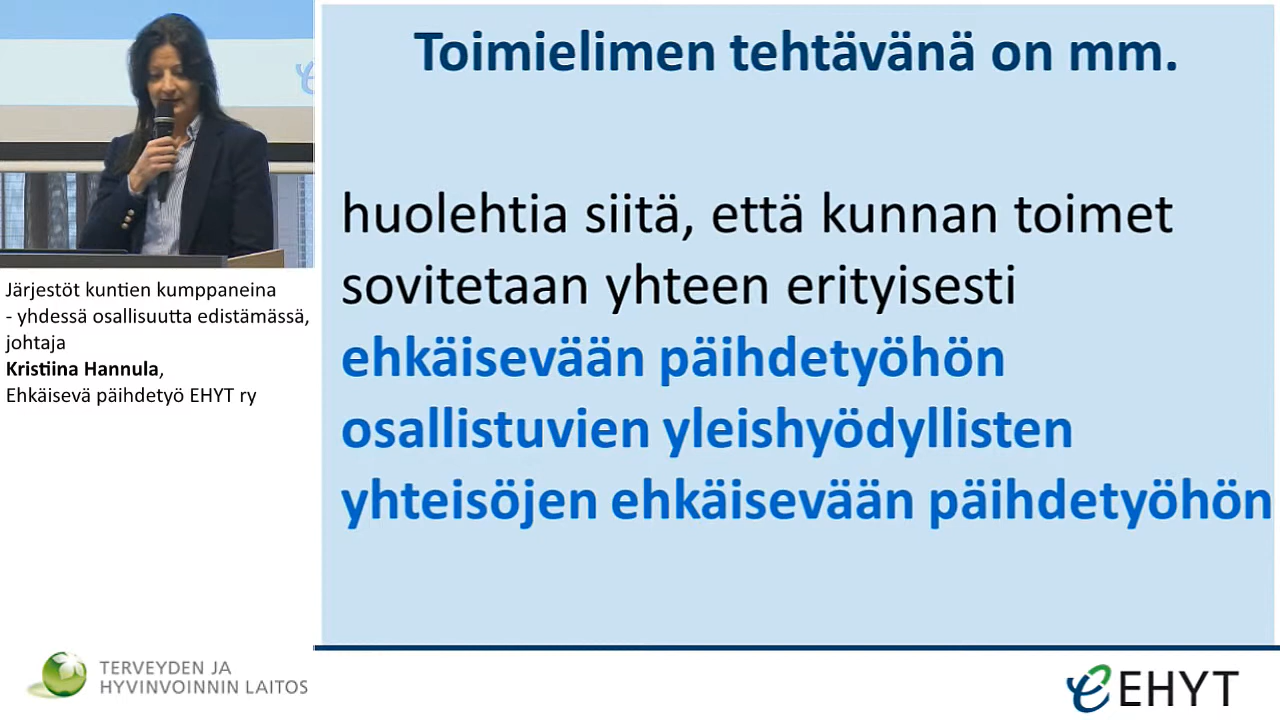 Toimielimen tehtävänä on mm.
huolehtia siitä, että kunnan toimet
sovitetaan yhteen erityisesti
ehkäisevään päihdetyöhön
osallistuvien yleishyödyllisten
yhteisöjen ehkäisevään päihdetyöhön
Järjestöt kuntien kumppaneina
- yhdessä osallisuutta edistämässä,
johtaja
Kristiina Hannula,
Ehkäisevä päihdetyö EHYT ry
TERVEYDEN JA
HYVINVOINNIN LAITOS
EHYT